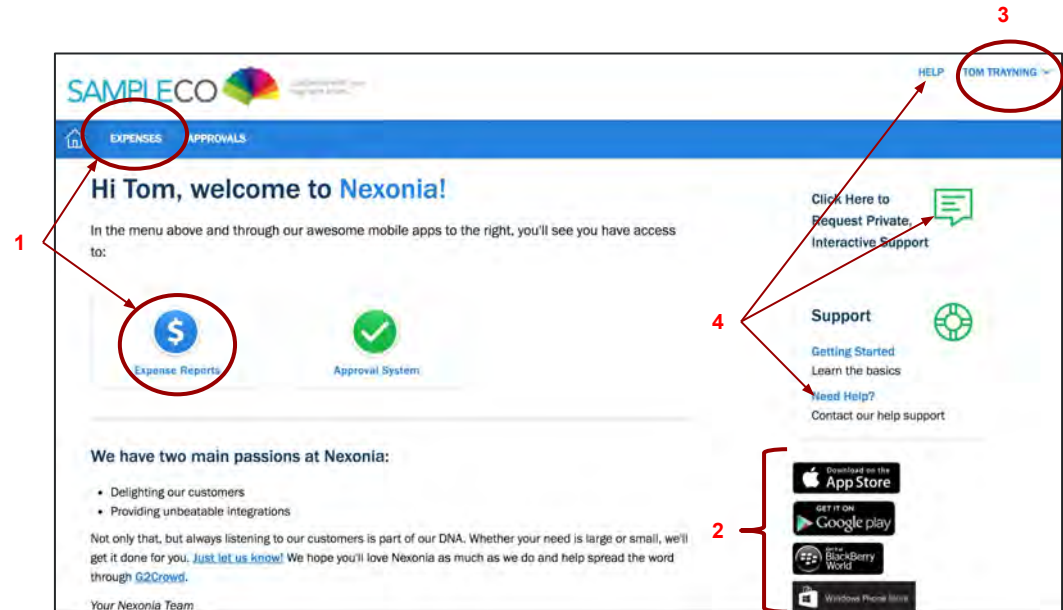 3
SAMPLECO
HELP TOM TRAYNING
EXPENSES APPROVALS
Hi Tom, welcome to Nexonia!
In the menu above and through our awesome mobile apps to the right, you'll see you have access
to:
1
Expense Reports
Approval System
We have two main passions at Nexonia:
• Delighting our customers
• Providing unbeatable integrations
Not only that, but always listening to our customers is part of our DNA. Whether your need is large or small, we'll
get it done for you. Just let us know! We hope you'll love Nexonia as much as we do and help spread the word
through G2Crowd.
Your Nexonia Team
Click Here to
Request Private,
Interactive Support
4
Support
Getting Started
Learn the basics
Need Help?
Contact our help support
2
Download on the
App Store
GET IT ON
Google play
BlackBerry
World
Windows Phone Store